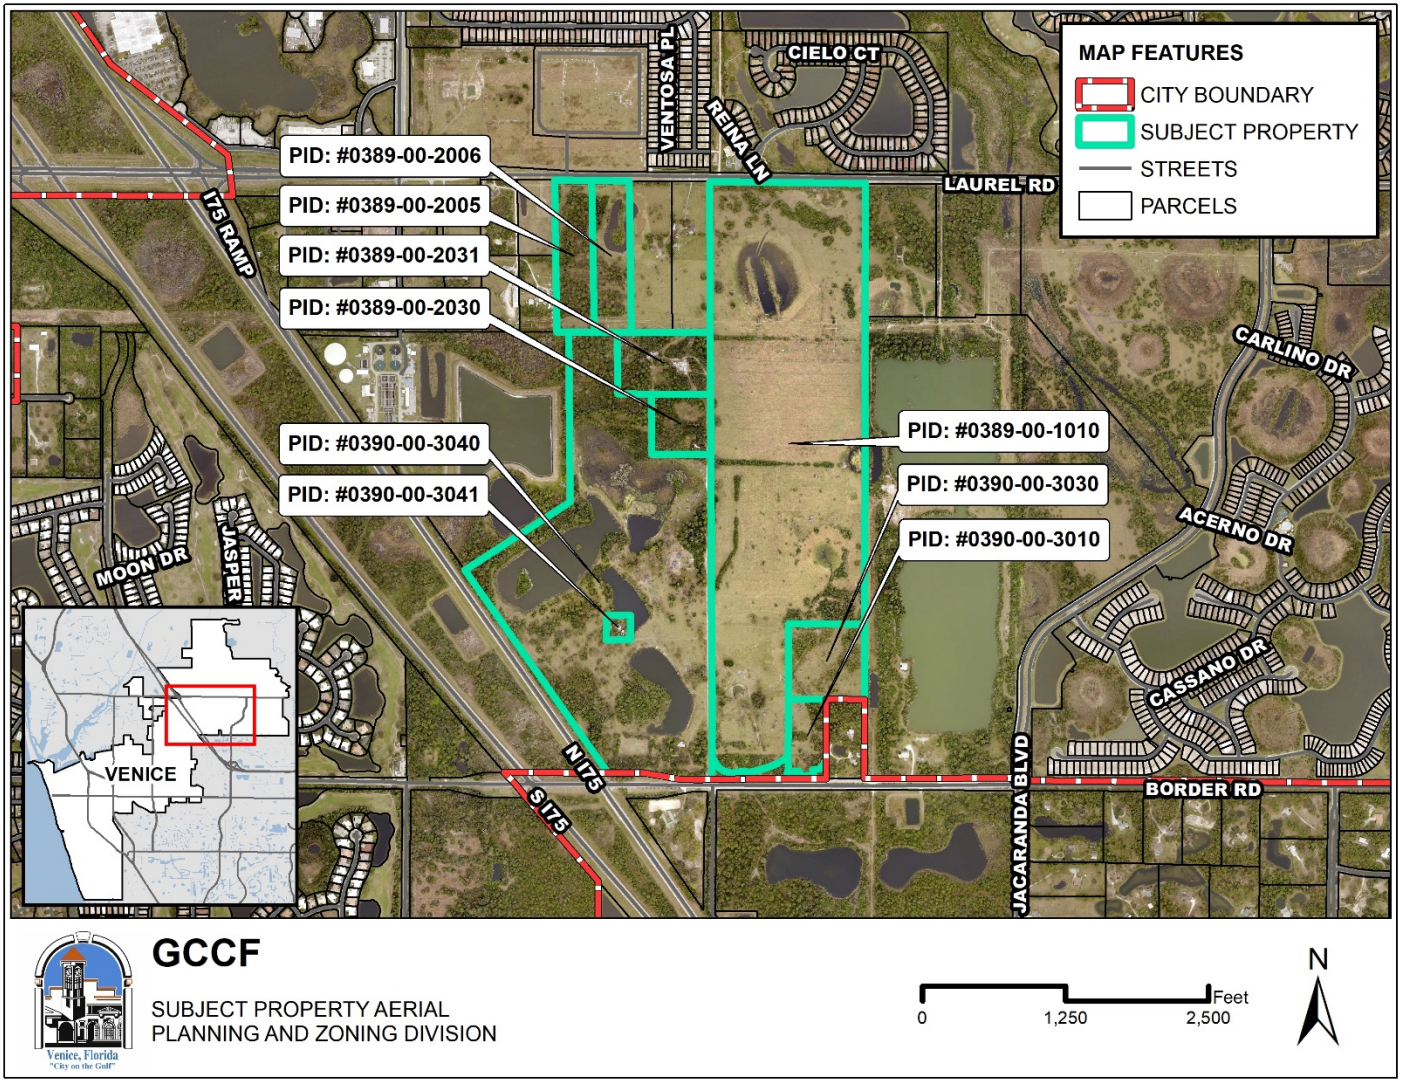 CIELO CT
VENTOSA PL
REINA LN
MAP FEATURES
CITY BOUNDARY
SUBJECT PROPERTY
STREETS
PARCELS
LAUREL RD
I75 RAMP
PID: #0389-00-2006
PID: #0389-00-2005
PID: #0389-00-2031
PID: #0389-00-2030
PID: #0390-00-3040
PID: #0390-00-3041
PID: #0389-00-1010
PID: #0390-00-3030
PID: #0390-00-3010
CARLINO DR
ACERNO DR
CASSANO DR
MOON DR
JASPER
N I75
S I75
JACARANDA BLVD
BORDER RD
VENICE
GCCF
SUBJECT PROPERTY AERIAL
PLANNING AND ZONING DIVISION
Venice, Florida
"City on the Gulf"
Feet
0 1,250 2,500
N